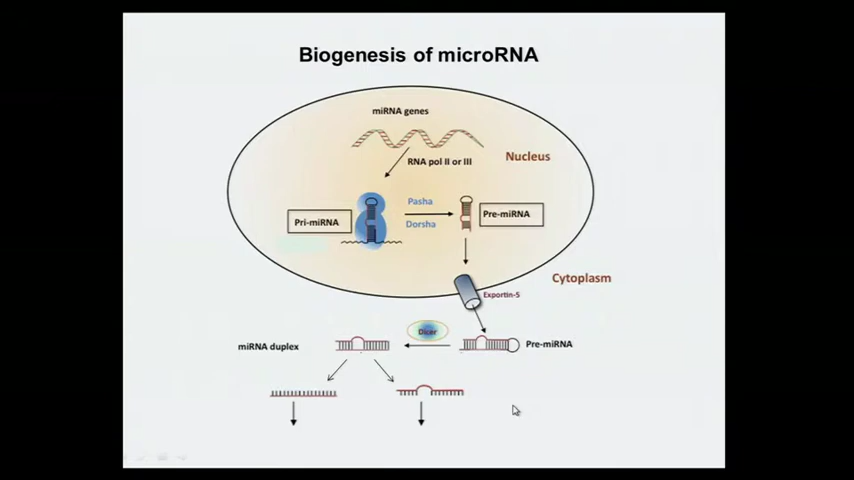 Biogenesis of microRNA
miRNA genes
Nucleus
RNA pol II or III
Pasha
Pri-miRNA
Pre-miRNA
Dorsha
Cytoplasm
Exportin-5
Dicer
miRNA duplex
Pre-miRNA